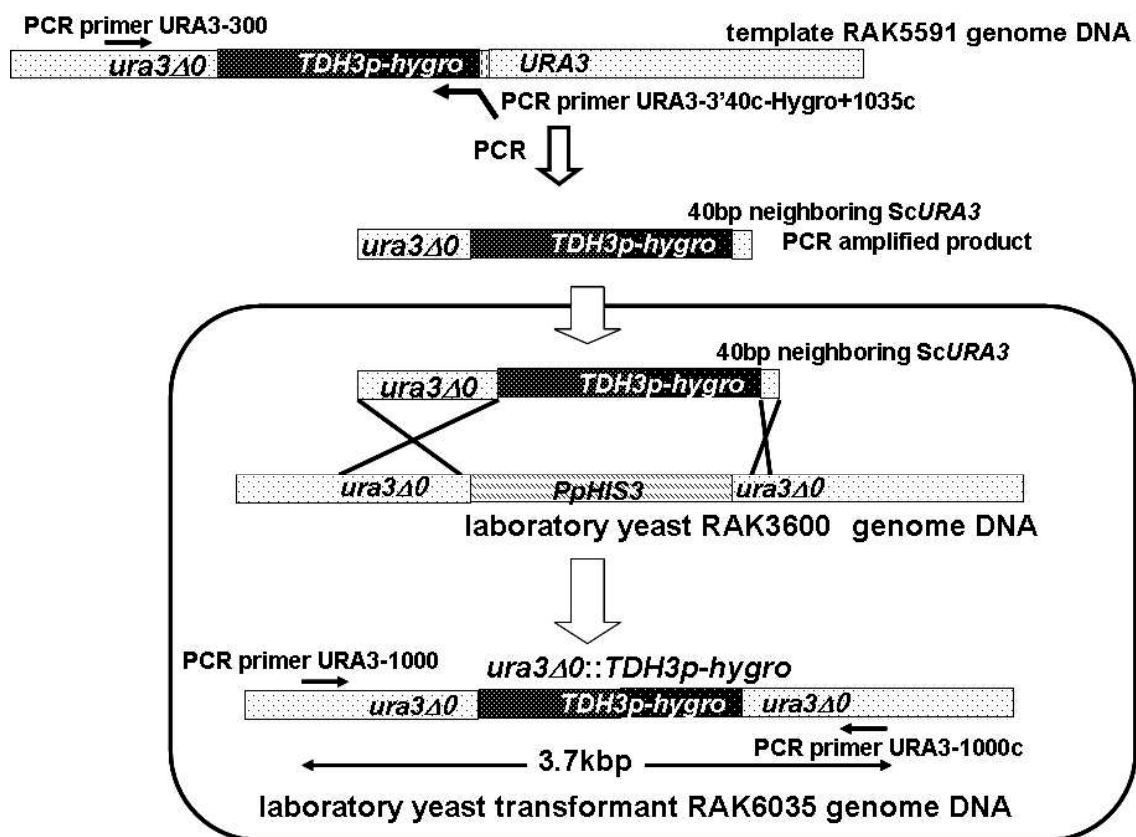 PCR primer URA3-300
template RAK5591 genome DNA
ura3Δ0 TDH3p-hygro URA3
PCR primer URA3-3'40c-Hygro+1035c
PCR
40bp neighboring ScURA3
ura3Δ0 TDH3p-hygro PCR amplified product
40bp neighboring ScURA3
ura3Δ0 TDH3p-hygro
ura3Δ0 PpHIS3 ura3Δ0
laboratory yeast RAK3600 genome DNA
PCR primer URA3-1000
ura3Δ0::TDH3p-hygro
ura3Δ0 TDH3p-hygro ura3Δ0
PCR primer URA3-1000c
3.7kbp
laboratory yeast transformant RAK6035 genome DNA